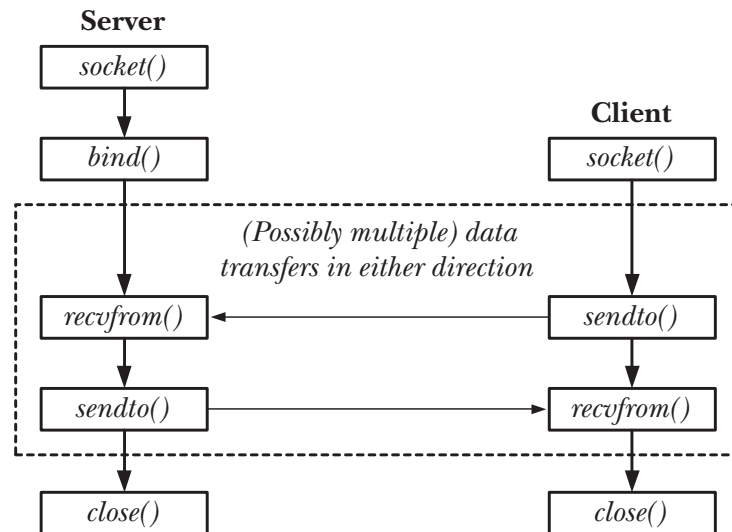 Server
socket()
Client
bind()
socket()
(Possibly multiple) data
transfers in either direction
recvfrom()
sendto()
sendto()
recvfrom()
close()
close()